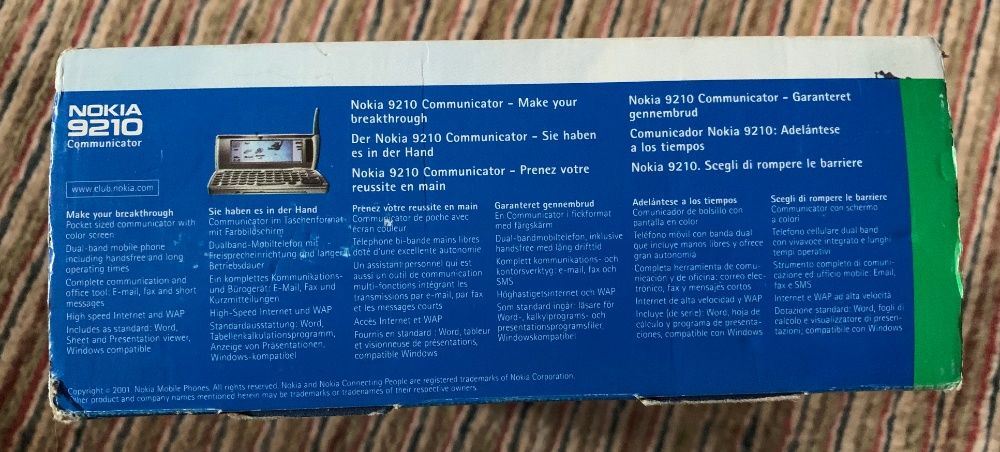 NOKIA
9210
Communicator
www.club.nokia.com
Nokia 9210 Communicator - Make your
breakthrough
Der Nokia 9210 Communicator - Sie haben
es in der Hand
Nokia 9210 Communicator - Prenez votre
reussite en main
Nokia 9210 Communicator - Garanteret
gennembrud
Comunicador Nokia 9210: Adelántese
a los tiempos
Nokia 9210. Scegli di rompere le barriere
Make your breakthrough
Pocket sized communicator with
color screen
Dual-band mobile phone
including handsfree and long
operating times
Complete communication and
office tool: E-mail, fax and short
messages
High speed Internet and WAP
Includes as standard: Word,
Sheet and Presentation viewer,
Windows compatible
Sie haben es in der Hand
Communicator im Taschenformat
mit Farbbildschirm
Dualband-Mobiltelefon mit
Freisprecheinrichtung und langer
Betriebsdauer
Ein komplettes Kommunikations-
und Bürogerät: E-Mail, Fax und
Kurzmitteilungen
High-Speed Internet und WAP
Standardausstattung: Word,
Tabellenkalkulationsprogramm,
Anzeige von Präsentationen,
Windows-kompatibel
Prenez votre reussite en main
Communicator de poche avec
écran couleur
Téléphone bi-bande mains libres
doté d'une excellente autonomie
Un assistant personnel qui est
aussi un outil de communication
multi-fonctions intégrant les
transmissions par e-mail, par fax
et les messages courts
Accès Internet et WAP
Fournis en standard : Word, tableur
et visionneuse de présentations,
compatible Windows
Garanteret gennembrud
En Communicator i fickformat
med färgskärm
Dual-bandmobiltelefon, inklusive
handsfree med lång drifttid
Komplett kommunikations- och
kontorsverktyg: e-mail, fax och
SMS
Höghastigetsinternet och WAP
Som standard ingår: läsare för
Word-, kalkylprograms- och
presentationsprogramsfiler,
Windowskompatibel
Adelántese a los tiempos
Comunicador de bolsillo con
pantalla en color
Teléfono móvil con banda dual
que incluye manos libres y ofrece
gran autonomía
Completa herramienta de comu-
nicación y de oficina: correo elec-
trónico, fax y mensajes cortos
Internet de alta velocidad y WAP
Incluye (de serie): Word, hoja de
cálculo y programa de presenta-
ciones, compatible con Windows
Scegli di rompere le barriere
Communicator con schermo
a colori
Telefono cellulare dual band
con vivavoce integrato e lunghi
tempi operativi
Strumento completo di comuni-
cazione ed ufficio mobile: Email,
fax e SMS
Internet e WAP ad alta velocità
Dotazione standard: Word, fogli di
calcolo e visualizzatore di presen-
tazioni, compatibile con Windows
Copyright © 2001. Nokia Mobile Phones. All rights reserved. Nokia and Nokia Connecting People are registered trademarks of Nokia Corporation.
Other product and company names mentioned herein may be trademarks or tradenames of their respective owners.